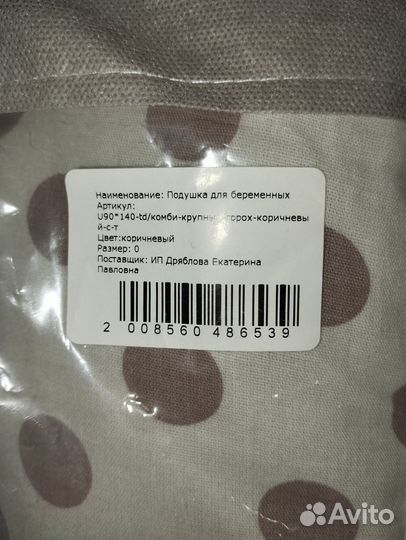 Наименование: Подушка для беременных
Артикул:
U90*140-td/комби-крупны горох-коричневы
й-с-т
Цвет:коричневый
Размер: 0
Поставщик: ИП Дряблова Екатерина
Павловна
2 008560 486539
Avito